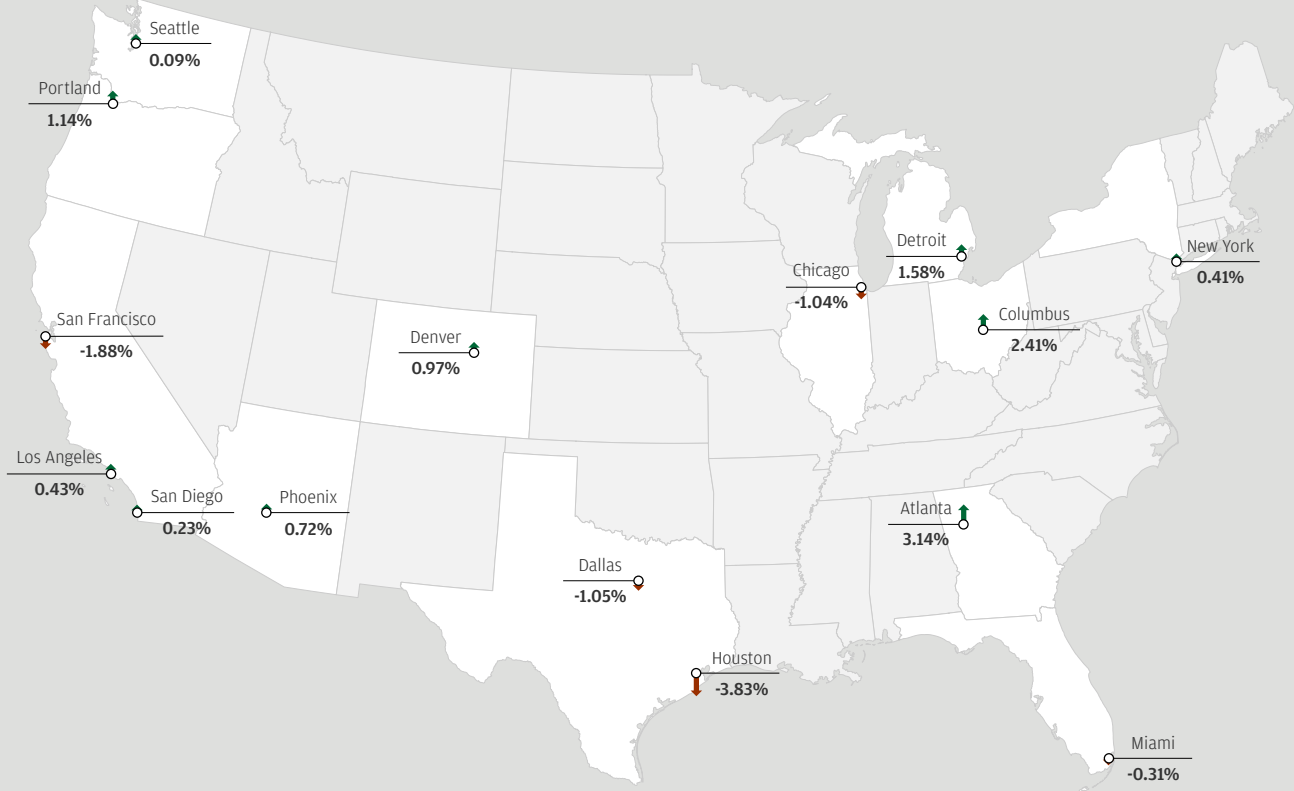 Seattle
0.09%
Portland
1.14%
Detroit
1.58%
New York
0.41%
Chicago
-1.04%
Columbus
2.41%
San Francisco
-1.88%
Denver
0.97%
Los Angeles
0.43%
San Diego
0.23%
Phoenix
0.72%
Atlanta
3.14%
Dallas
-1.05%
Houston
-3.83%
Miami
-0.31%